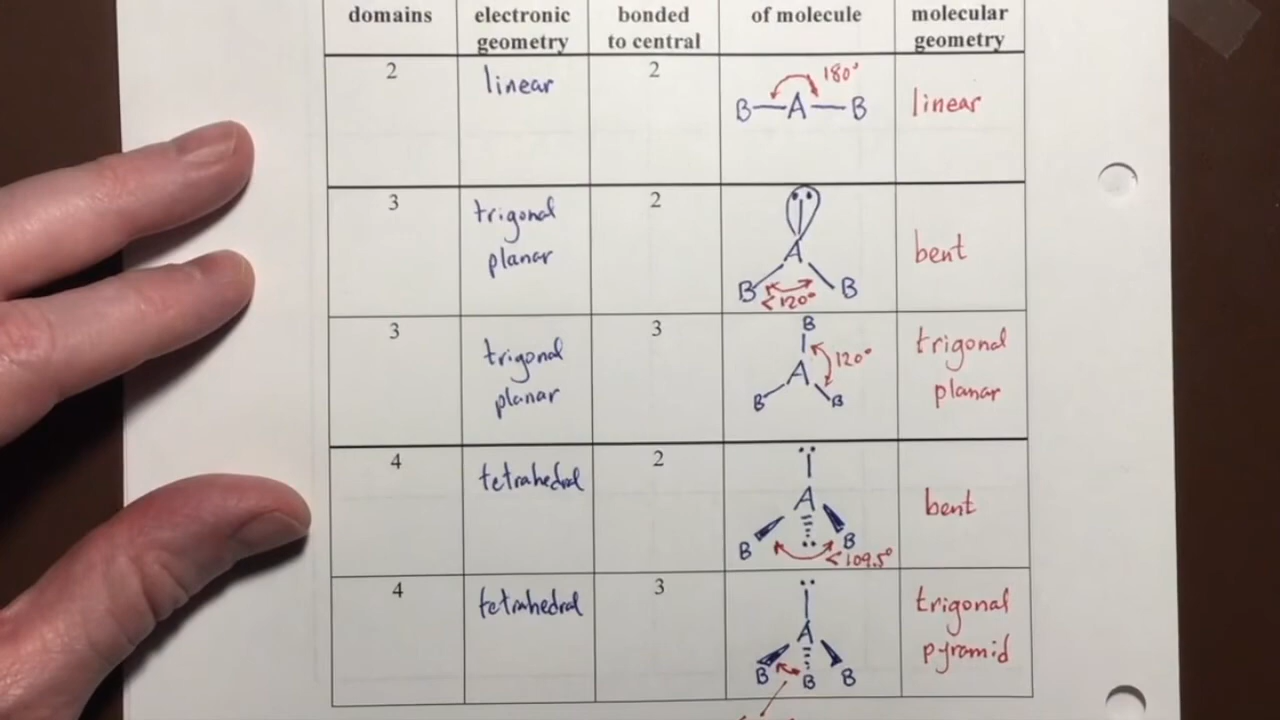 domains electronic geometry bonded to central of molecule molecular geometry
2 linear 2 B A B 180° linear
3 trigonal planar 2 A B B <120° bent
3 trigonal planar 3 B A B B 120° trigonal planar
4 tetrahedral 2 A B B <109.5° bent
4 tetrahedral 3 A B B B trigonal pyramid